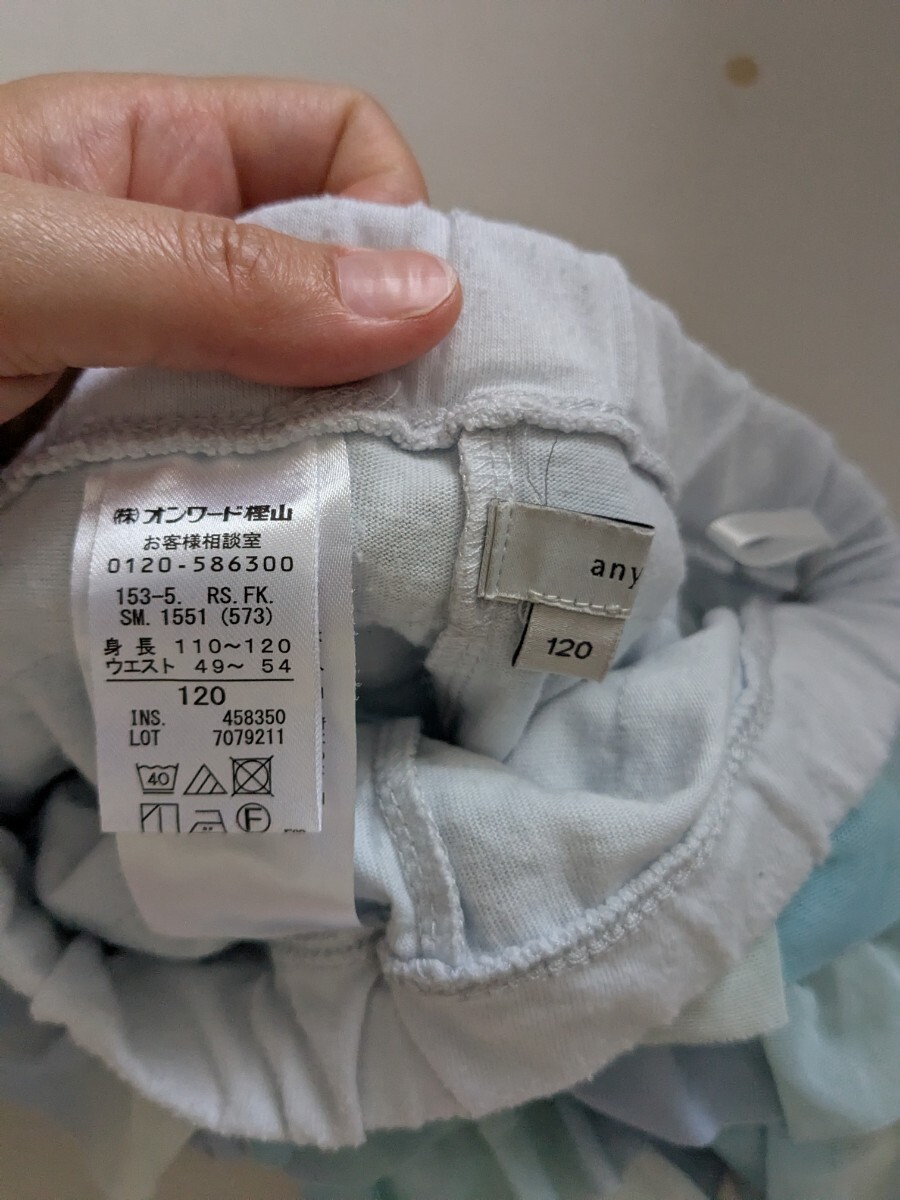 ㈱オンワード樫山
お客様相談室
0120-586300
153-5. RS.FK.
SM. 1551 (573)
身長 110～120
ウエスト 49～ 54
120
INS. 458350
LOT 7079211
40
F
any
120